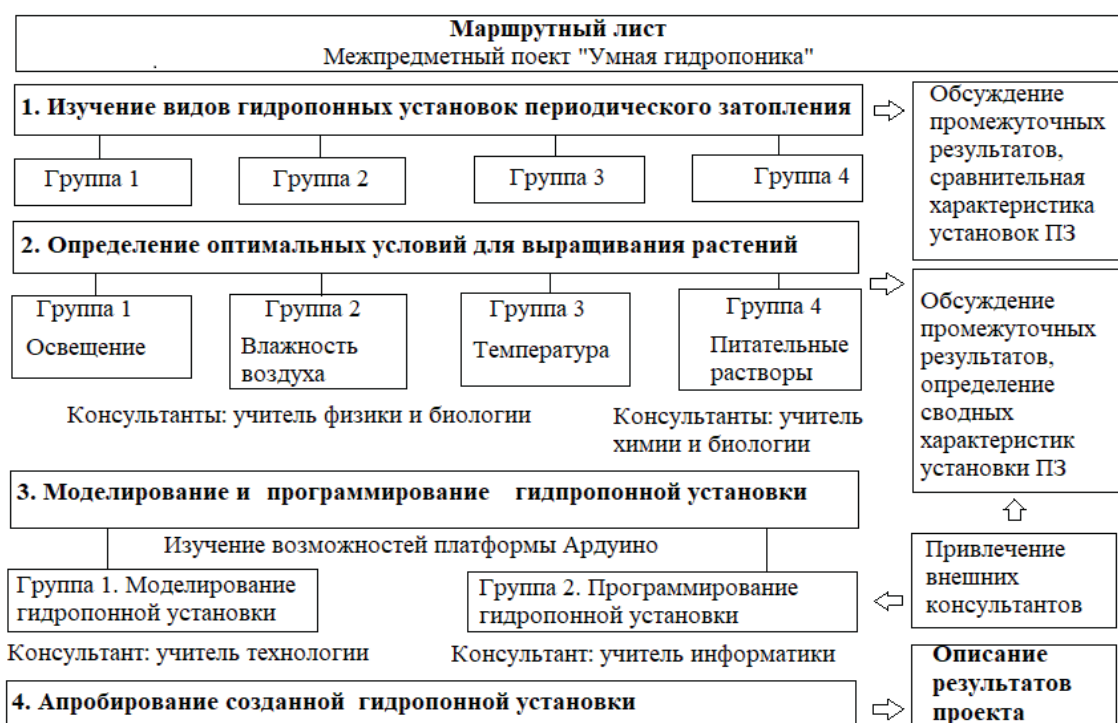 Маршрутный лист
Межпредметный поект "Умная гидропоника"
1. Изучение видов гидропонных установок периодического затопления
Группа 1
Группа 2
Группа 3
Группа 4
Обсуждение
промежуточных
результатов,
сравнительная
характеристика
установок ПЗ
2. Определение оптимальных условий для выращивания растений
Группа 1
Освещение
Группа 2
Влажность
воздуха
Группа 3
Температура
Группа 4
Питательные
растворы
Консультанты: учитель физики и биологии
Консультанты: учитель
химии и биологии
Обсуждение
промежуточных
результатов,
определение
сводных
характеристик
установки ПЗ
3. Моделирование и программирование гидпропонной установки
Изучение возможностей платформы Ардуино
Группа 1. Моделирование
гидропонной установки
Группа 2. Программирование
гидропонной установки
Привлечение
внешних
консультантов
Консультант: учитель технологии
Консультант: учитель информатики
4. Апробирование созданной гидропонной установки
Описание
результатов
проекта